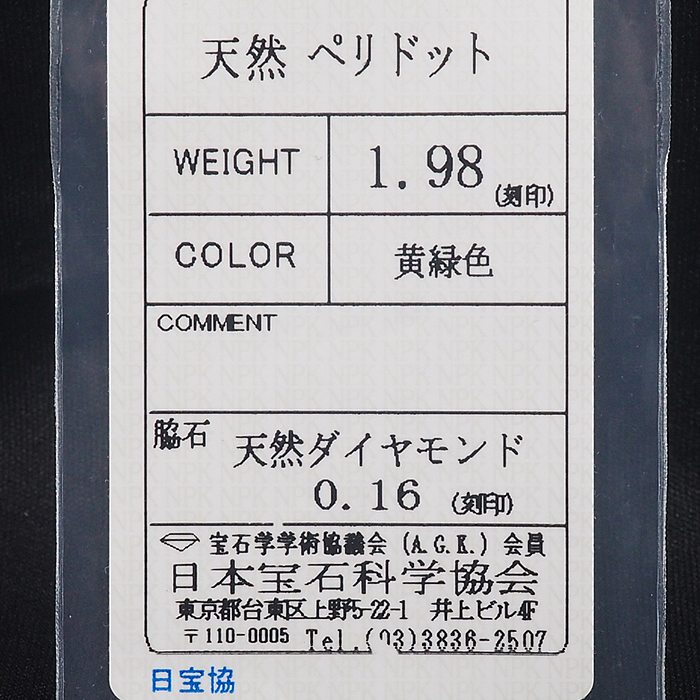 天然 ペリドット
WEIGHT 1.98 (刻印)
COLOR 黄緑色
COMMENT
脇石 天然ダイヤモンド
0.16 (刻印)
宝石学学術協議会 (A.G.K.) 会員
日本宝石科学協会
東京都台東区上野5-22-1 井上ビル4F
〒110-0005 Tel.(03)3836-2507
日宝協